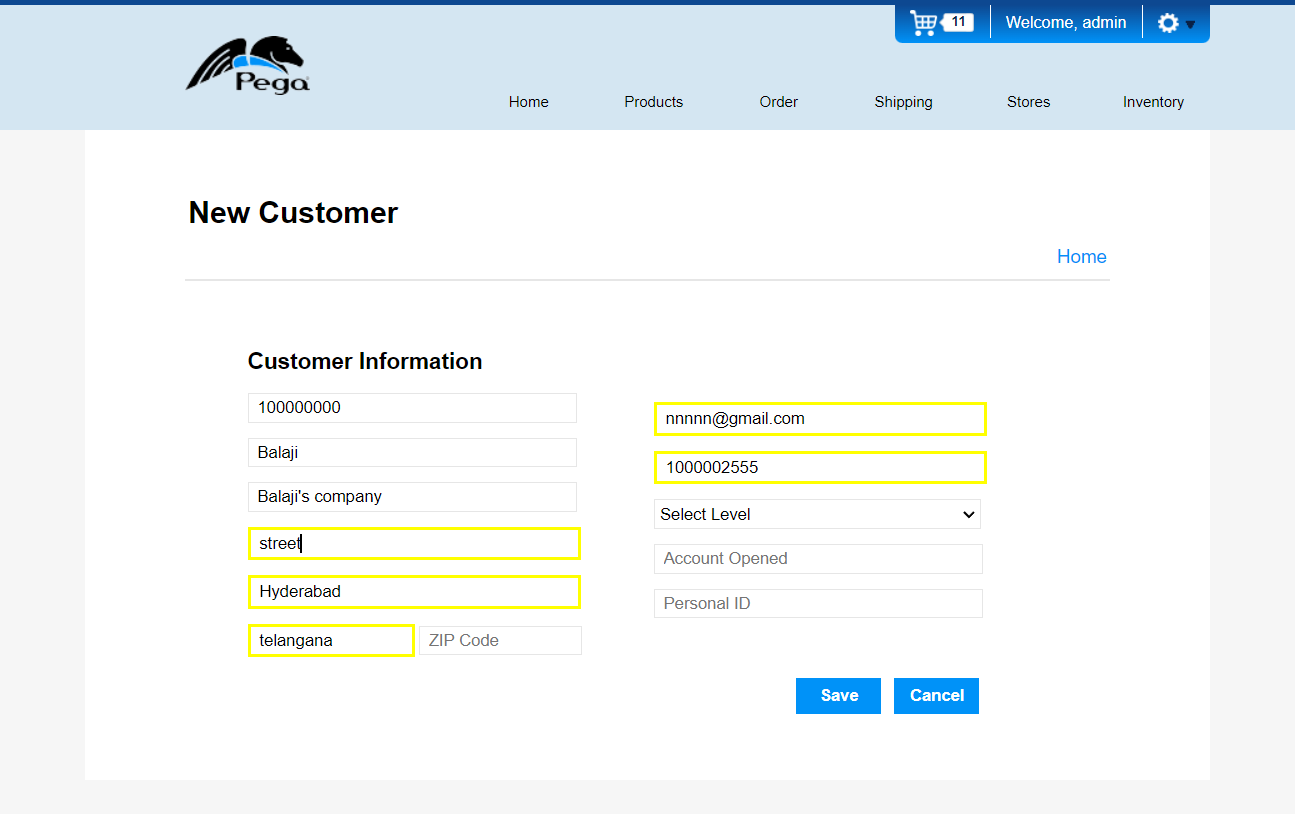 11 Welcome, admin
Pega
Home Products Order Shipping Stores Inventory
New Customer
Home
Customer Information
100000000
Balaji
Balaji's company
street
Hyderabad
telangana ZIP Code
nnnnn@gmail.com
1000002555
Select Level
Account Opened
Personal ID
Save Cancel